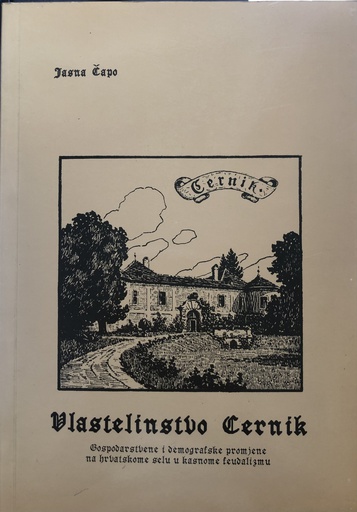 Jasna Čapo
Cernik.
Vlastelinstvo Cernik
Gospodarstvene i demografske promjene
na hrvatskome selu u kasnome feudalizmu